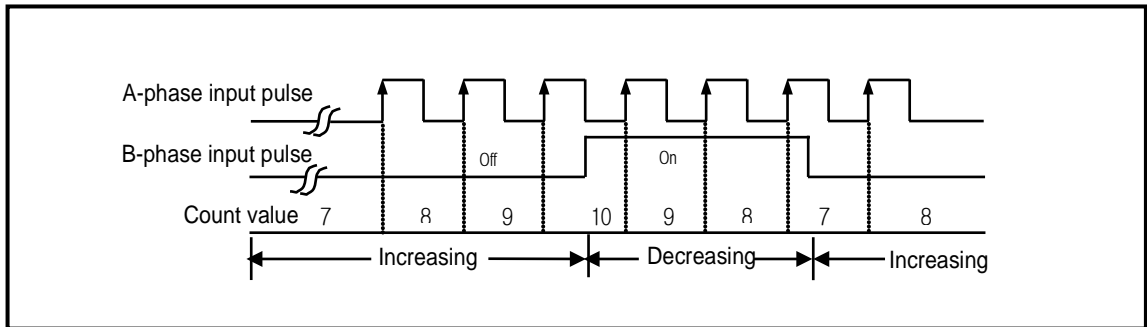 A-phase input pulse
B-phase input pulse
Off
On
Count value 7 8 9 10 9 8 7 8
Increasing
Decreasing
Increasing